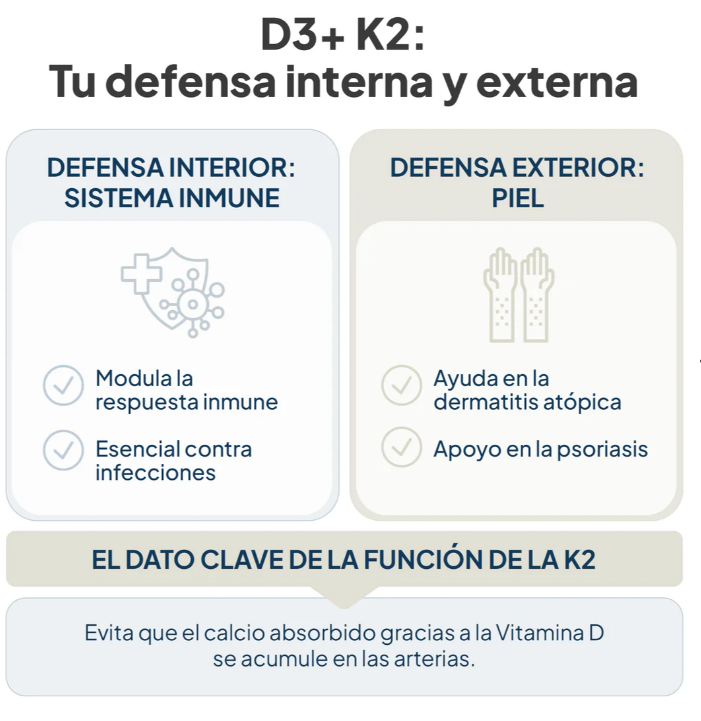 D3+ K2:
Tu defensa interna y externa
DEFENSA INTERIOR:
SISTEMA INMUNE
Modula la
respuesta inmune
Esencial contra
infecciones
DEFENSA EXTERIOR:
PIEL
Ayuda en la
dermatitis atópica
Apoyo en la psoriasis
EL DATO CLAVE DE LA FUNCIÓN DE LA K2
Evita que el calcio absorbido gracias a la Vitamina D
se acumule en las arterias.